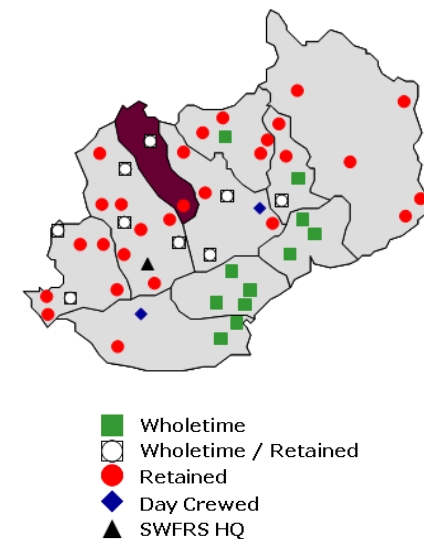 Wholetime
Wholetime / Retained
Retained
Day Crewed
SWFRS HQ